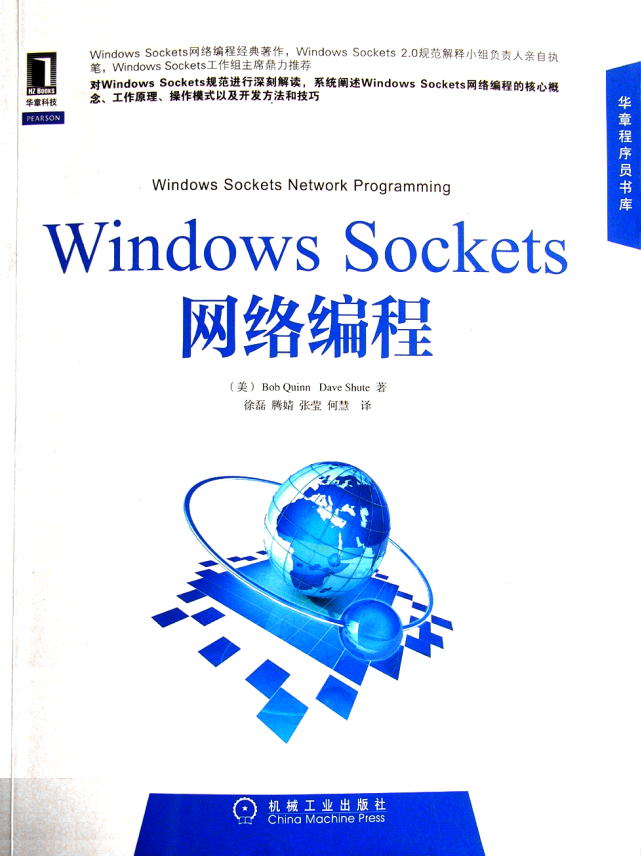 Windows Sockets网络编程经典著作，Windows Sockets 2.0规范解释小组负责人亲自执
笔，Windows Sockets工作组主席鼎力推荐
对Windows Sockets规范进行深刻解读，系统阐述Windows Sockets网络编程的核心概
念、工作原理、操作模式以及开发方法和技巧
HZ Books
华章科技
PEARSON
华章程序员书库
Windows Sockets Network Programming
Windows Sockets
网络编程
（美） Bob Quinn Dave Shute 著
徐磊 腾婧 张莹 何慧 译
机械工业出版社
China Machine Press